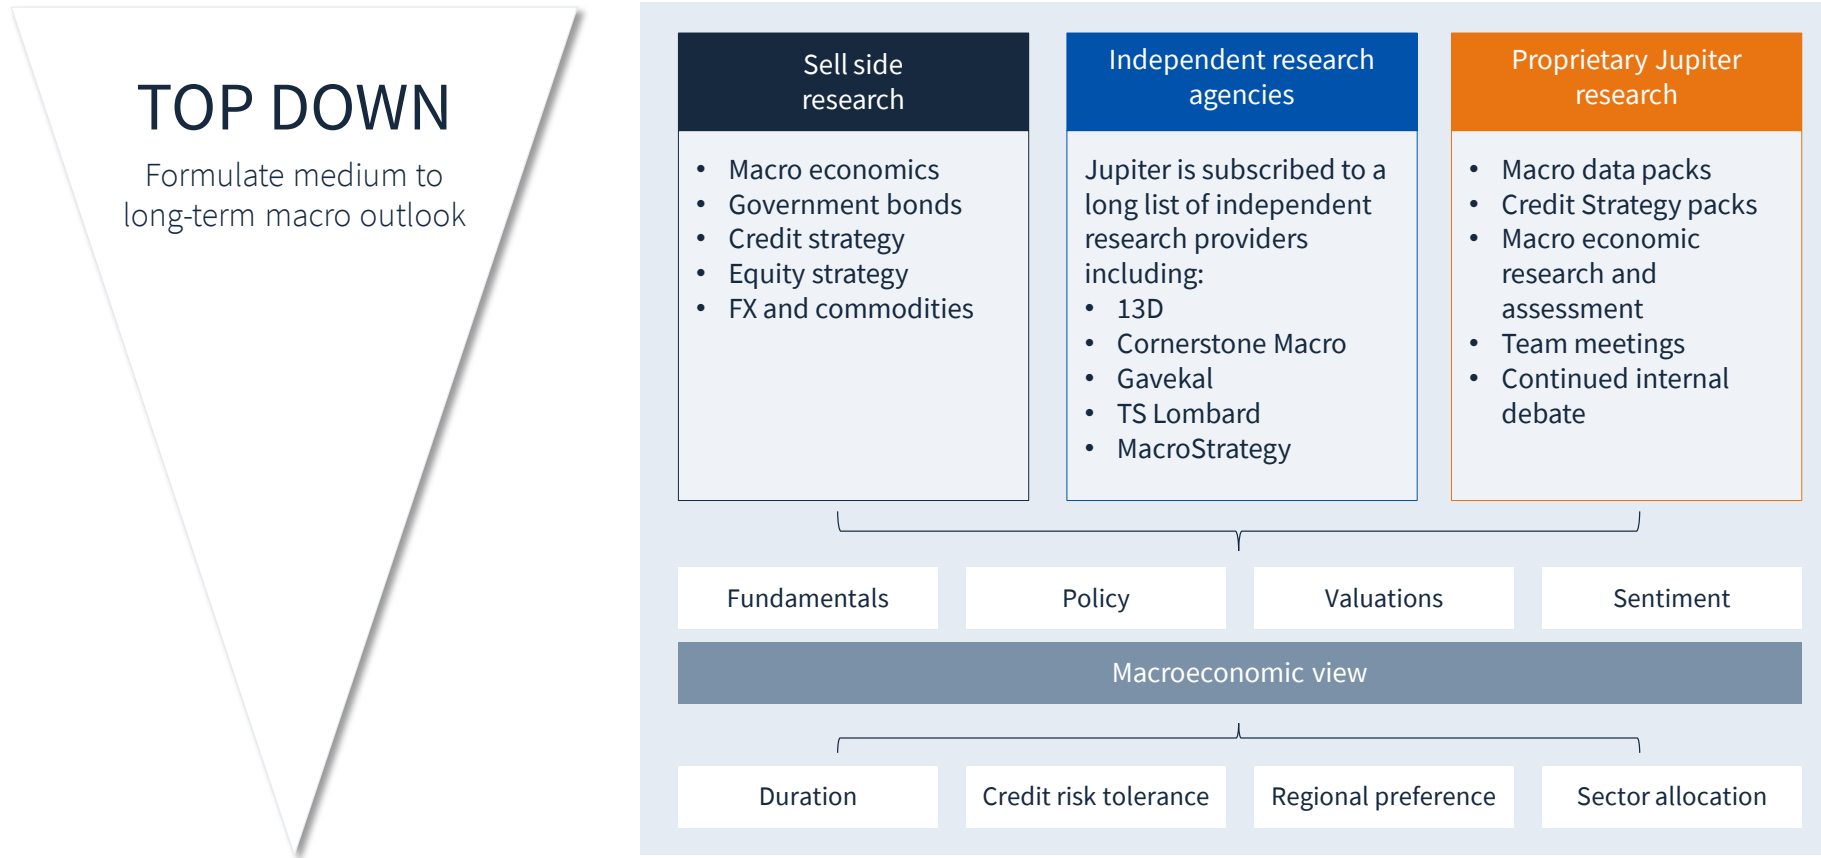 TOP DOWN
Formulate medium to
long-term macro outlook
Sell side
research
• Macro economics
• Government bonds
• Credit strategy
• Equity strategy
• FX and commodities
Independent research
agencies
Jupiter is subscribed to a
long list of independent
research providers
including:
• 13D
• Cornerstone Macro
• Gavekal
• TS Lombard
• MacroStrategy
Proprietary Jupiter
research
• Macro data packs
• Credit Strategy packs
• Macro economic
research and
assessment
• Team meetings
• Continued internal
debate
Fundamentals
Policy
Valuations
Sentiment
Macroeconomic view
Duration
Credit risk tolerance
Regional preference
Sector allocation